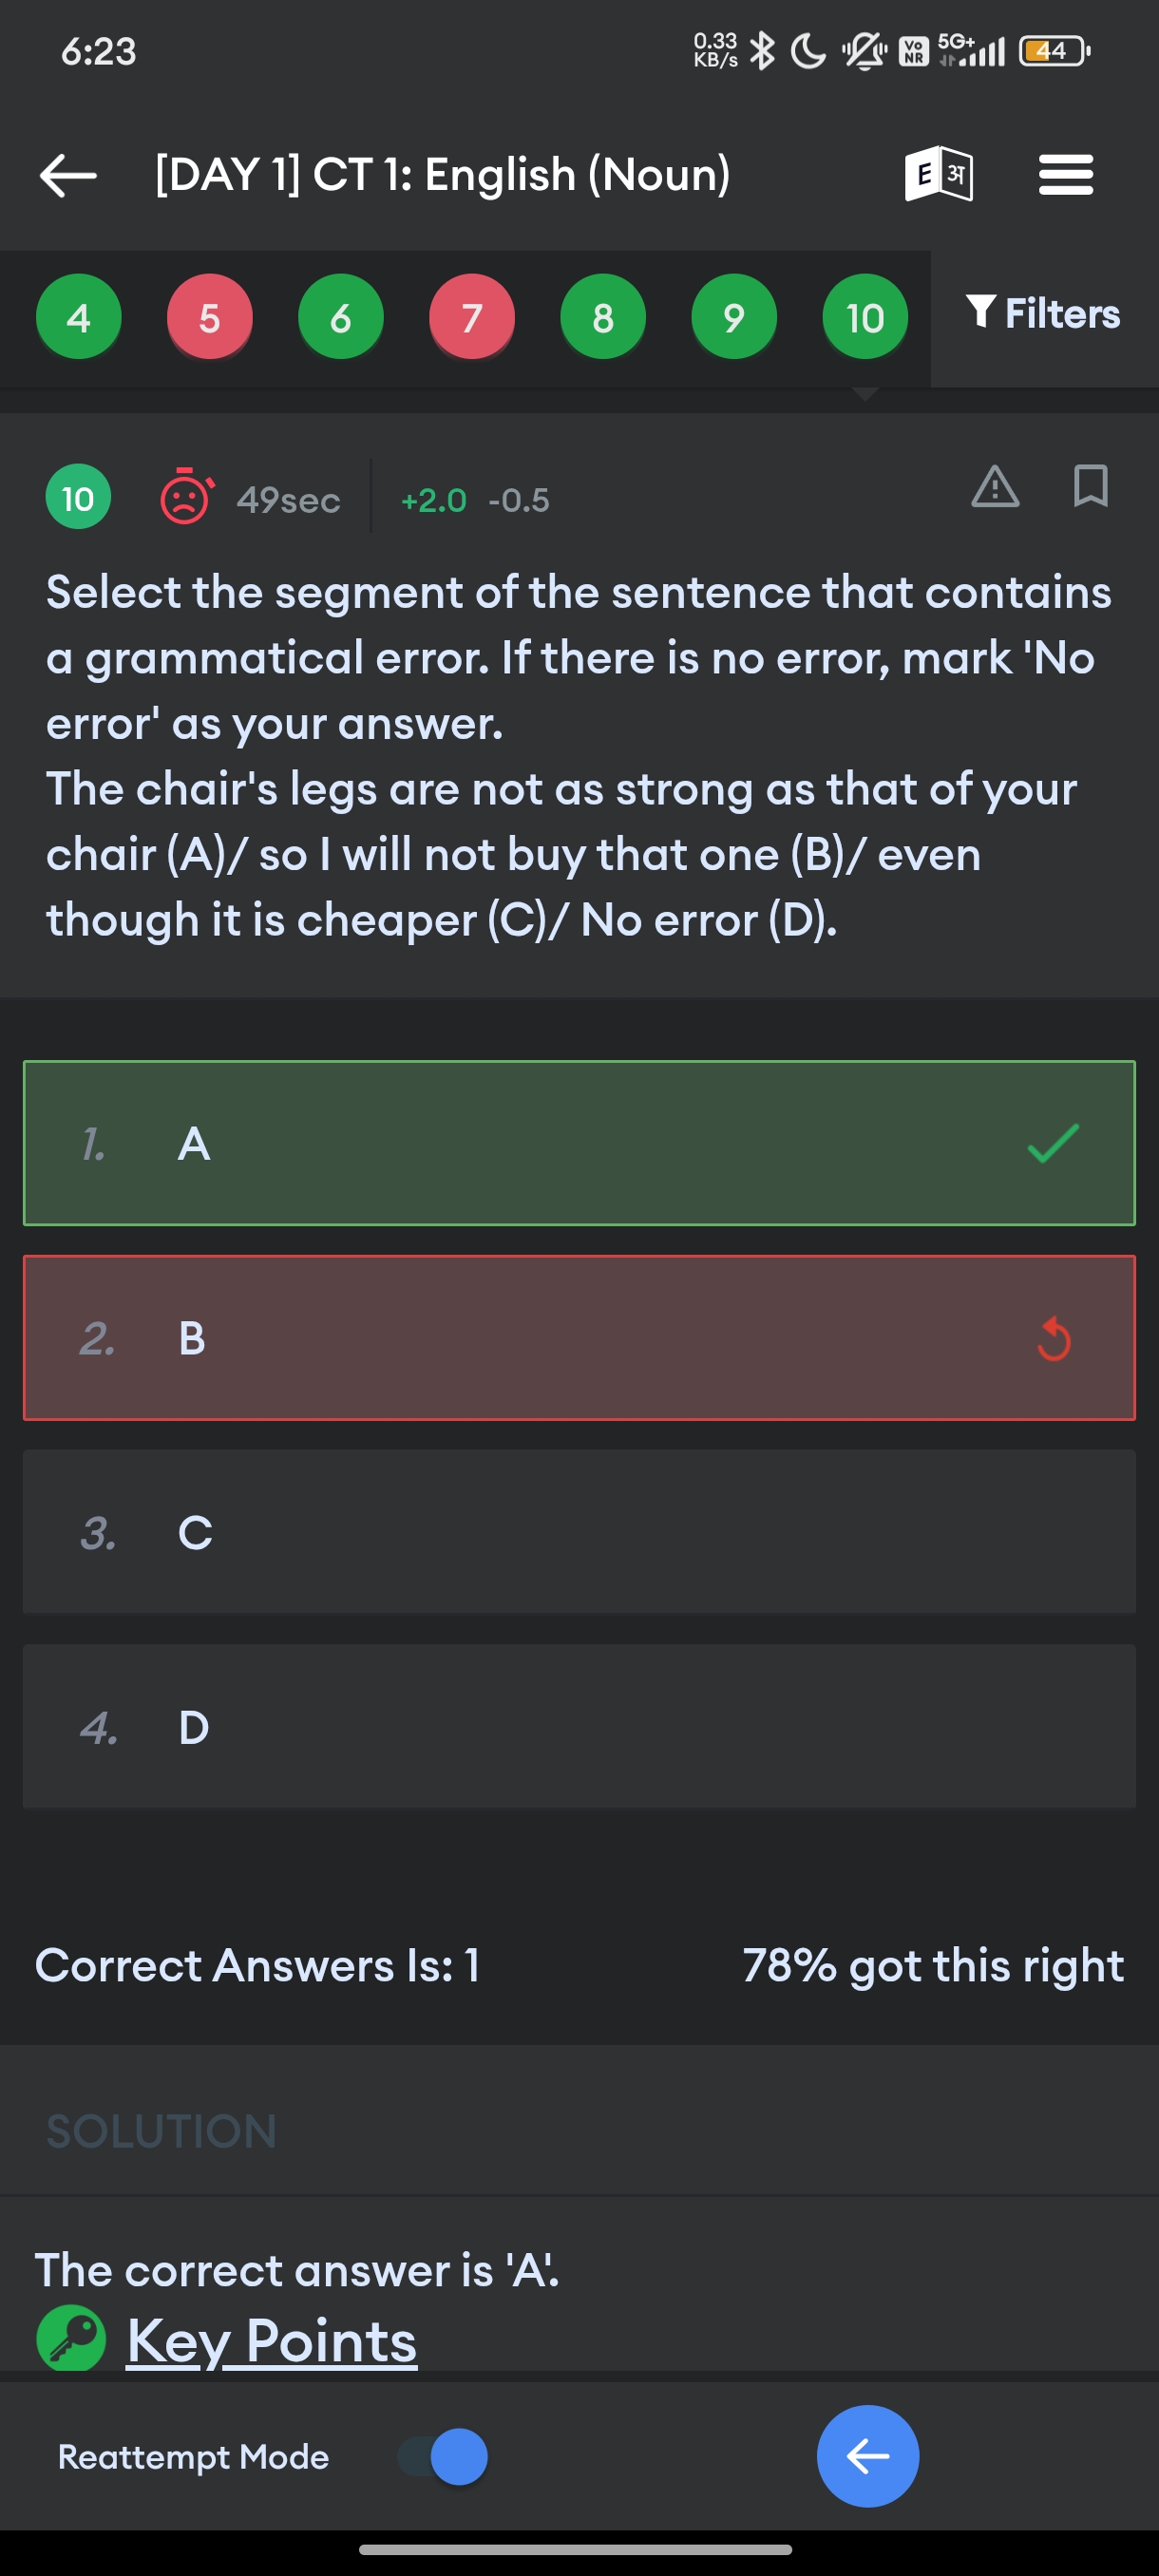 6:23
0.33
KB/s
Vo
NR
5G+
44
[DAY 1] CT 1: English (Noun)
E अ
4 5 6 7 8 9 10
Filters
10 49sec +2.0 -0.5
Select the segment of the sentence that contains
a grammatical error. If there is no error, mark 'No
error' as your answer.
The chair's legs are not as strong as that of your
chair (A)/ so I will not buy that one (B)/ even
though it is cheaper (C)/ No error (D).
1. A
2. B
3. C
4. D
Correct Answers Is: 1 78% got this right
SOLUTION
The correct answer is 'A'.
Key Points
Reattempt Mode